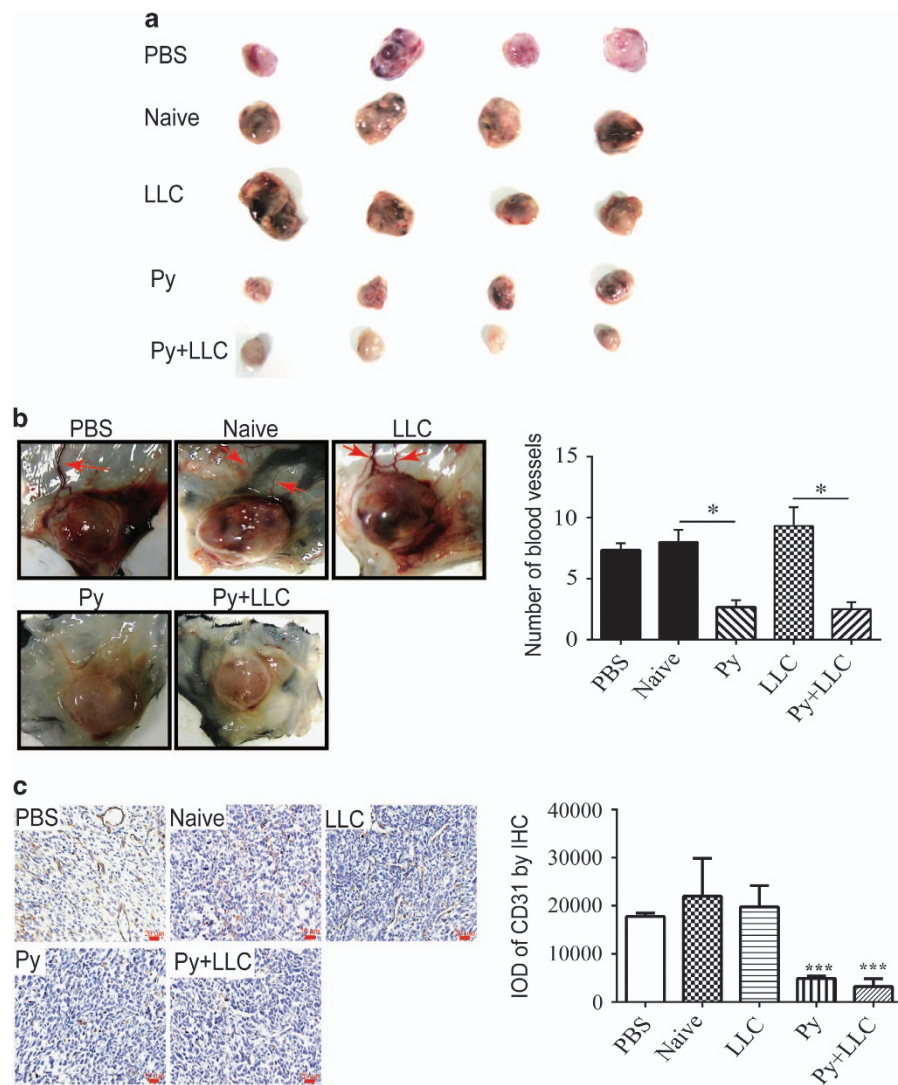 a
PBS
Naive
LLC
Py
Py+LLC
b
PBS
Naive
LLC
Py
Py+LLC
Number of blood vessels
15
10
5
0
*
*
PBS
Naive
Py
LLC
Py+LLC
c
PBS
Naive
LLC
Py
Py+LLC
IOD of CD31 by IHC
40000
30000
20000
10000
0
***
***
PBS
Naive
LLC
Py
Py+LLC